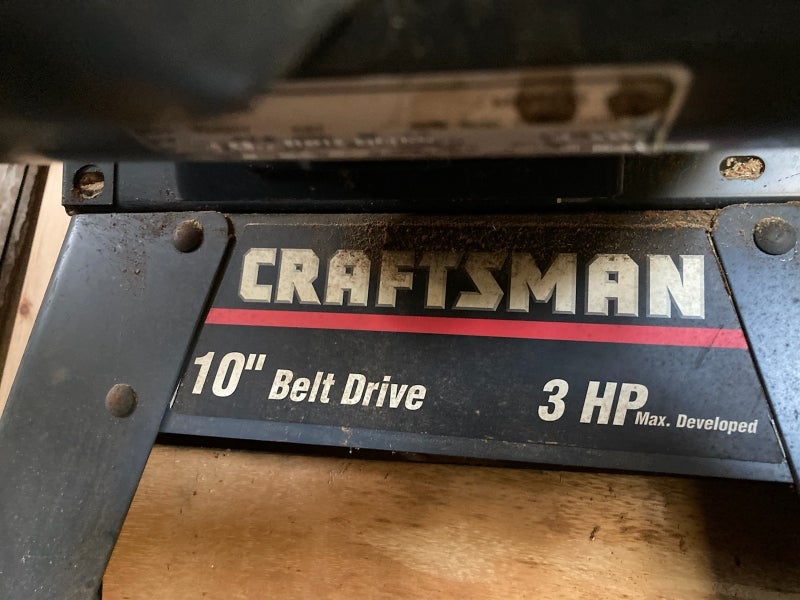 CRAFTSMAN
10" Belt Drive
3 HP Max. Developed